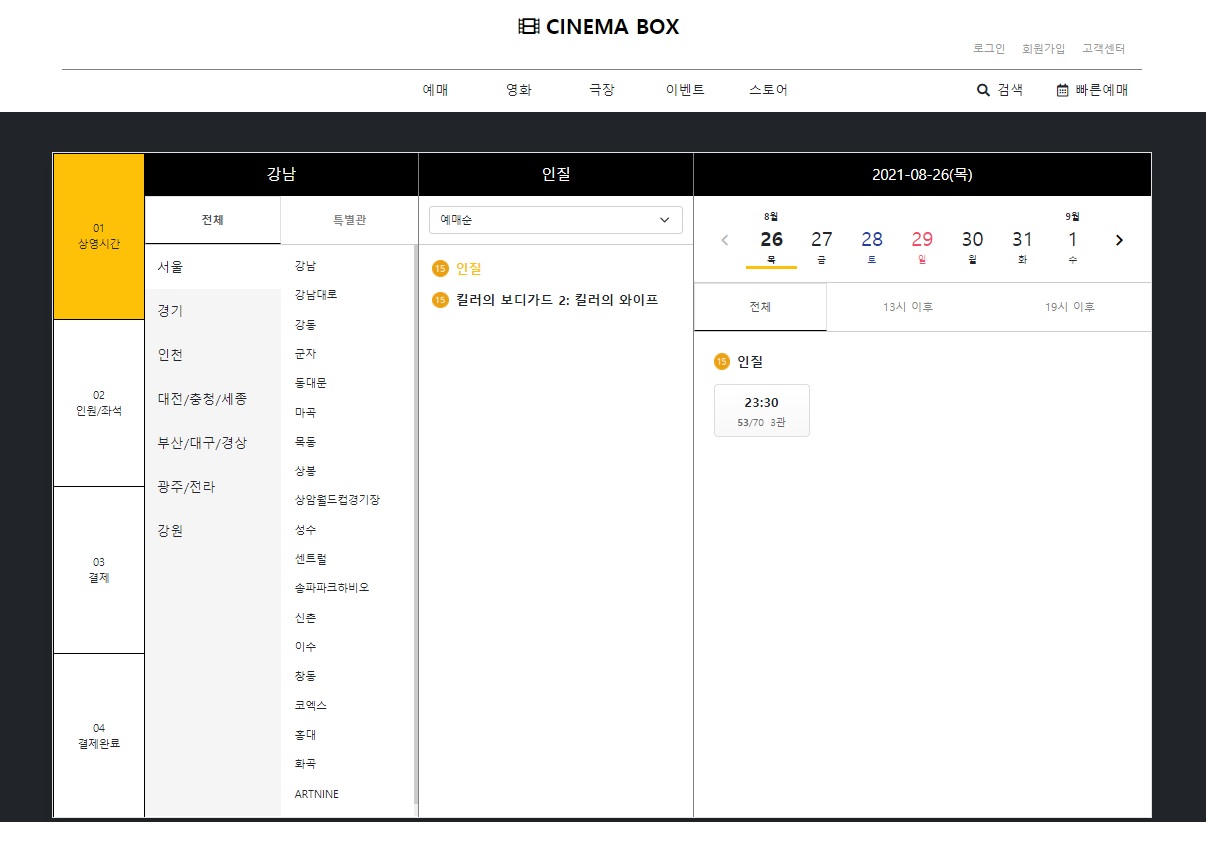 CINEMA BOX
로그인 회원가입 고객센터
예매 영화 극장 이벤트 스토어 검색 빠른예매
01
상영시간
02
인원/좌석
03
결제
04
결제완료
강남
전체 특별관
서울
경기
인천
대전/충청/세종
부산/대구/경상
광주/전라
강원
강남
강남대로
강동
군자
동대문
마곡
목동
상봉
상암월드컵경기장
성수
센트럴
송파파크하비오
신촌
이수
창동
코엑스
홍대
화곡
ARTNINE
인질
예매순
15 인질
15 킬러의 보디가드 2: 킬러의 와이프
2021-08-26(목)
8월 9월
26 27 28 29 30 31 1
목 금 토 일 월 화 수
전체 13시 이후 19시 이후
15 인질
23:30
53/70 3관